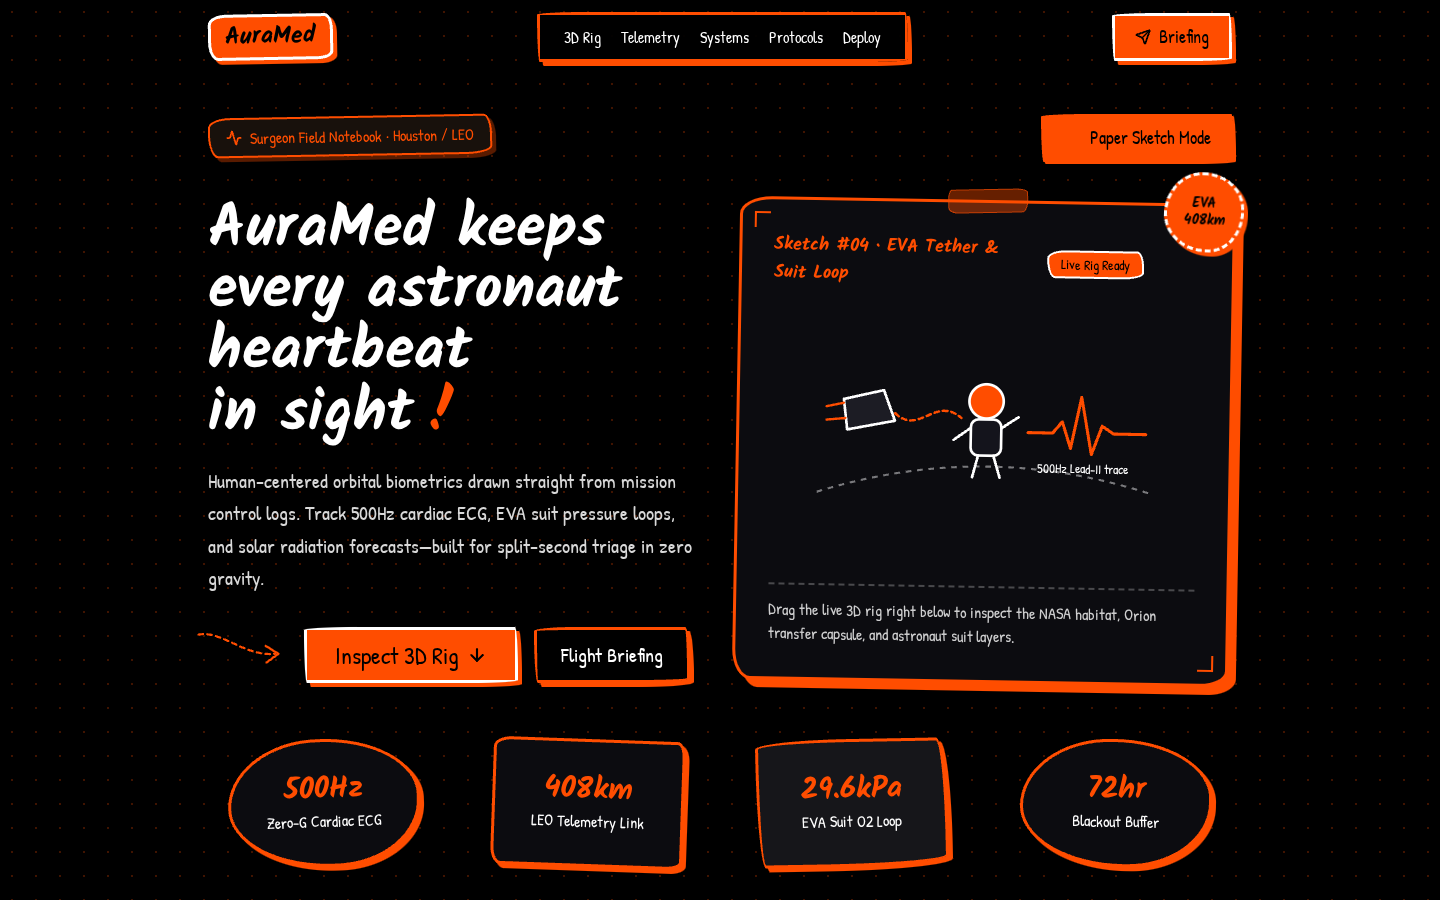 AuraMed
3D Rig Telemetry Systems Protocols Deploy
Briefing
Surgeon Field Notebook · Houston / LEO
Paper Sketch Mode
AuraMed keeps
every astronaut
heartbeat
in sight !
Human-centered orbital biometrics drawn straight from mission
control logs. Track 500Hz cardiac ECG, EVA suit pressure loops,
and solar radiation forecasts—built for split-second triage in zero
gravity.
Inspect 3D Rig
Flight Briefing
EVA
408km
Sketch #04 · EVA Tether &
Suit Loop
Live Rig Ready
500Hz Lead-II trace
Drag the live 3D rig right below to inspect the NASA habitat, Orion
transfer capsule, and astronaut suit layers.
500Hz
Zero-G Cardiac ECG
408km
LEO Telemetry Link
29.6kPa
EVA Suit O2 Loop
72hr
Blackout Buffer